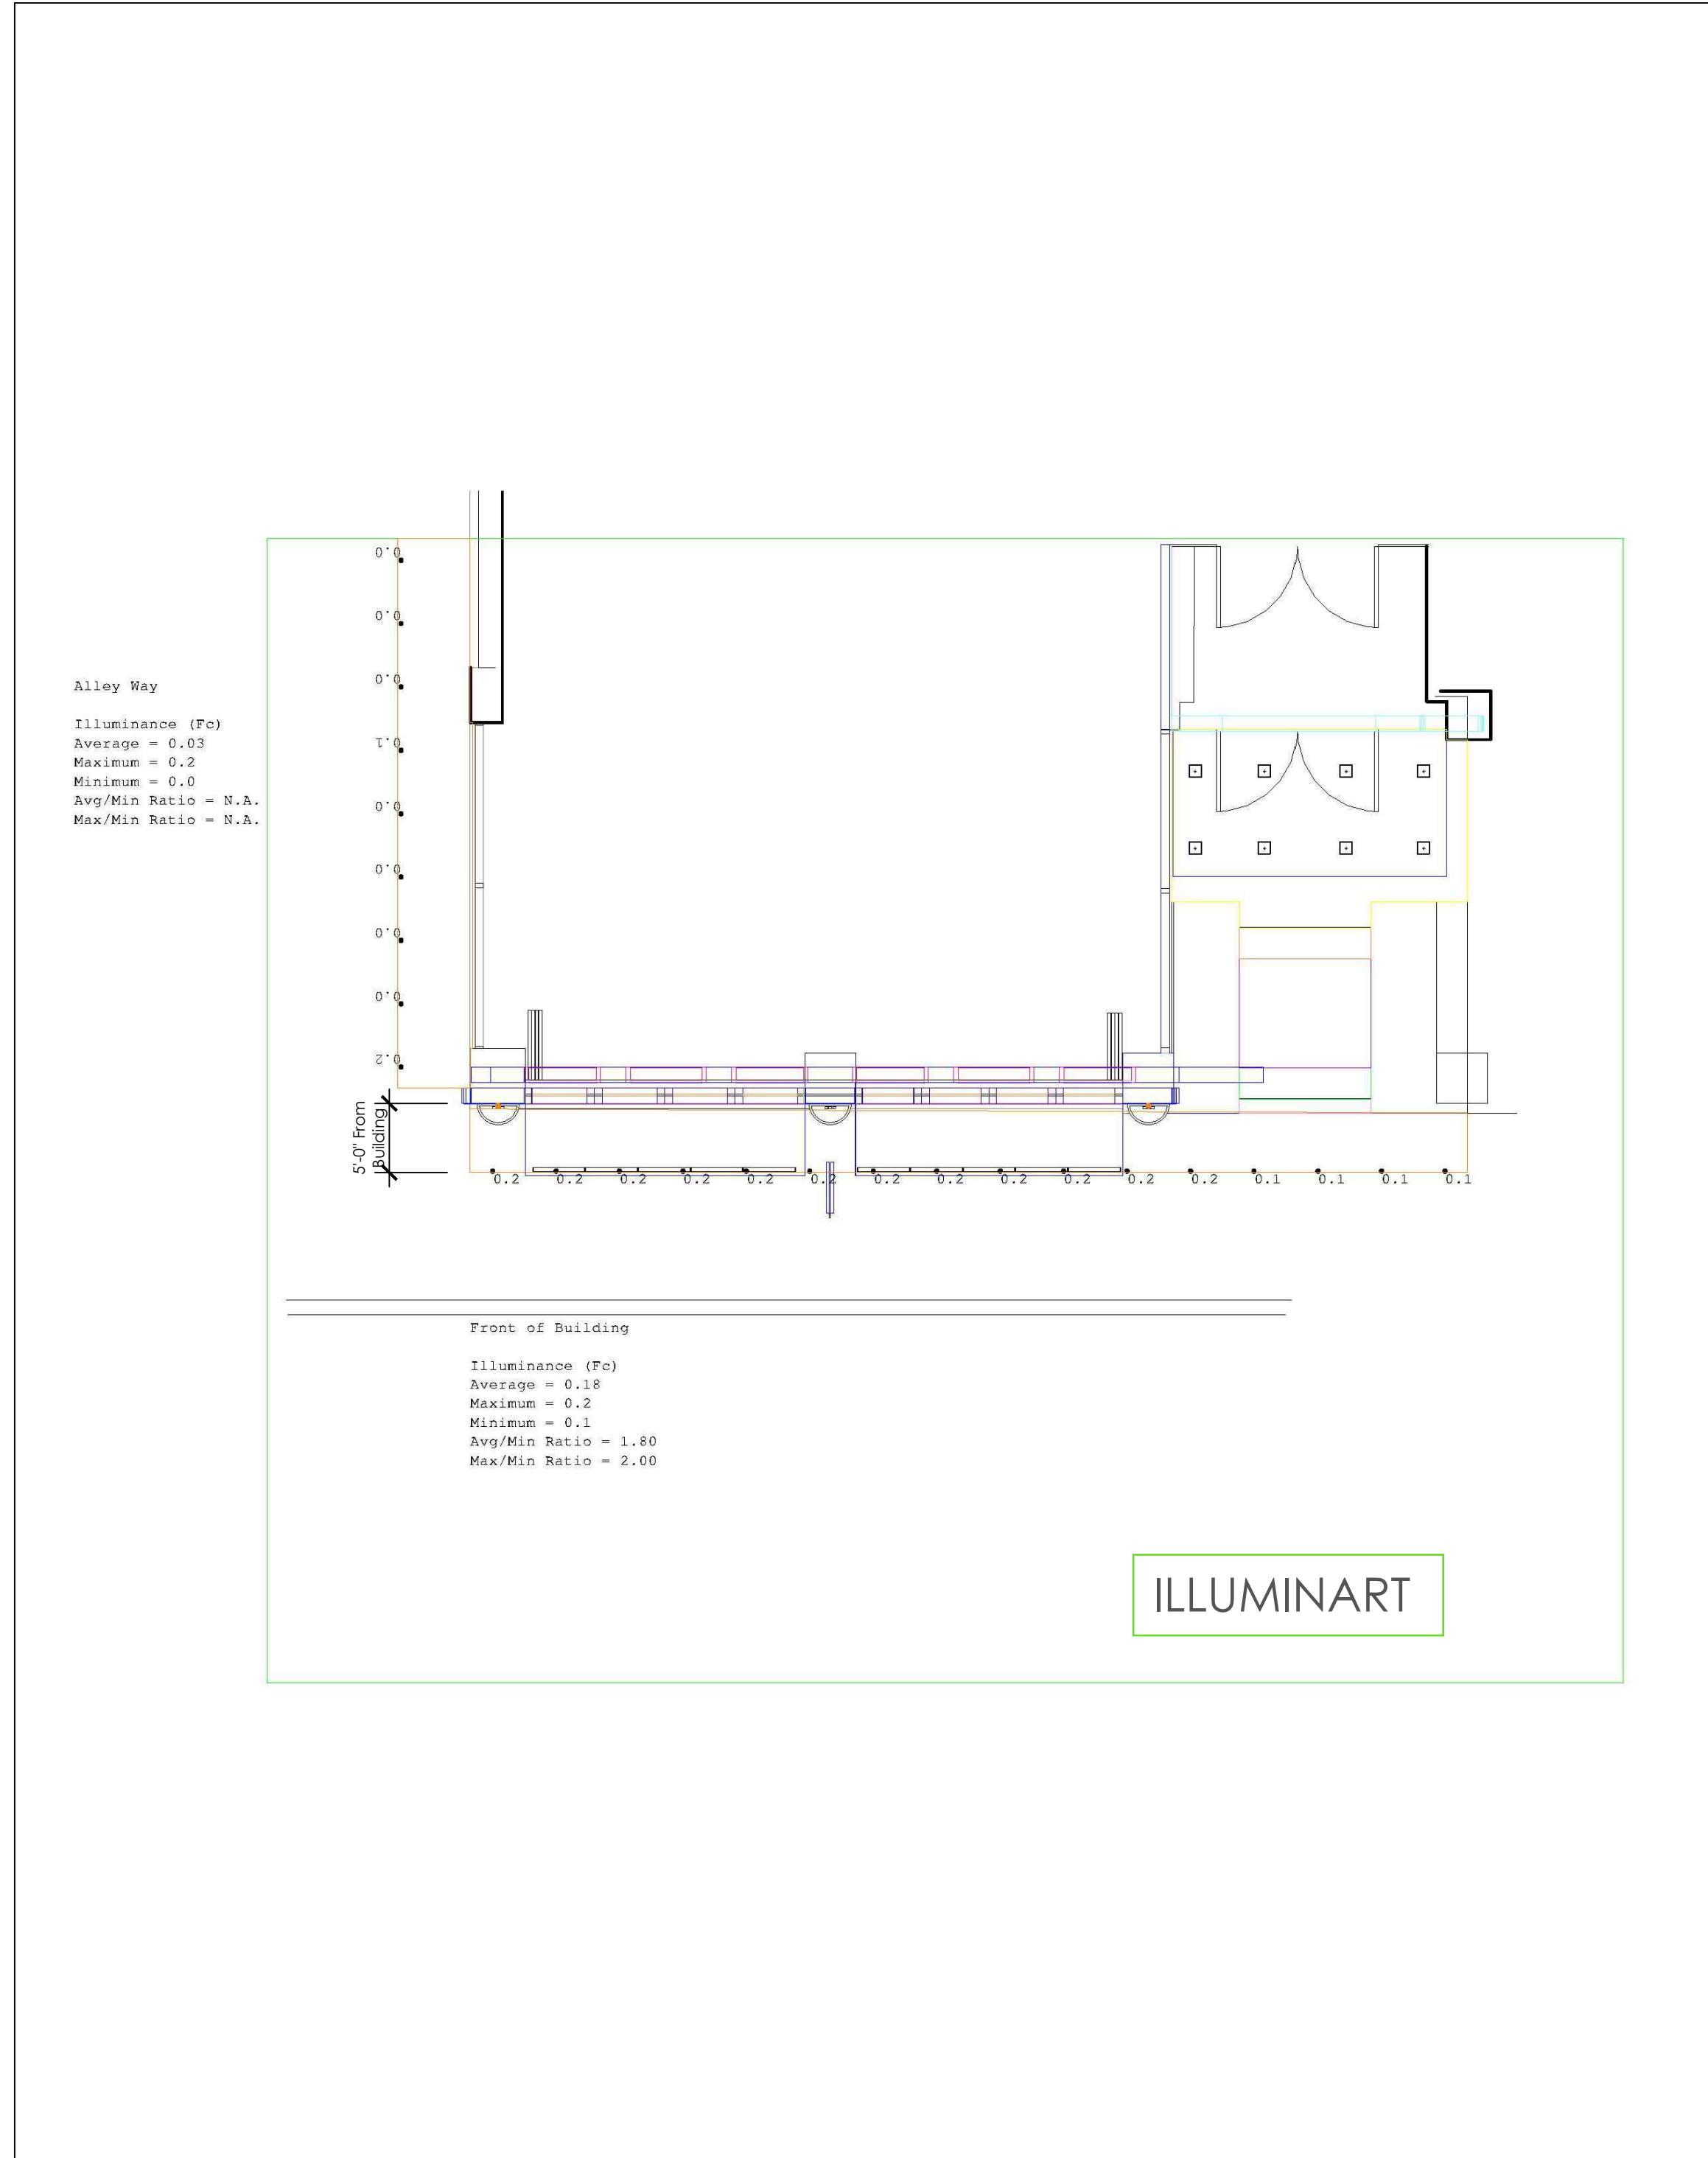 0.0
0.0
0.0
Alley Way
Illuminance (Fc)
Average = 0.03
Maximum = 0.2
Minimum = 0.0
Avg/Min Ratio = N.A.
Max/Min Ratio = N.A.
0.1
0.0
0.0
0.0
0.0
0.2
5'-0" From
Building
0.2 0.2 0.2 0.2 0.2 0.2 0.2 0.2 0.2 0.2 0.2 0.2 0.1 0.1 0.1 0.1
Front of Building
Illuminance (Fc)
Average = 0.18
Maximum = 0.2
Minimum = 0.1
Avg/Min Ratio = 1.80
Max/Min Ratio = 2.00
ILLUMINART